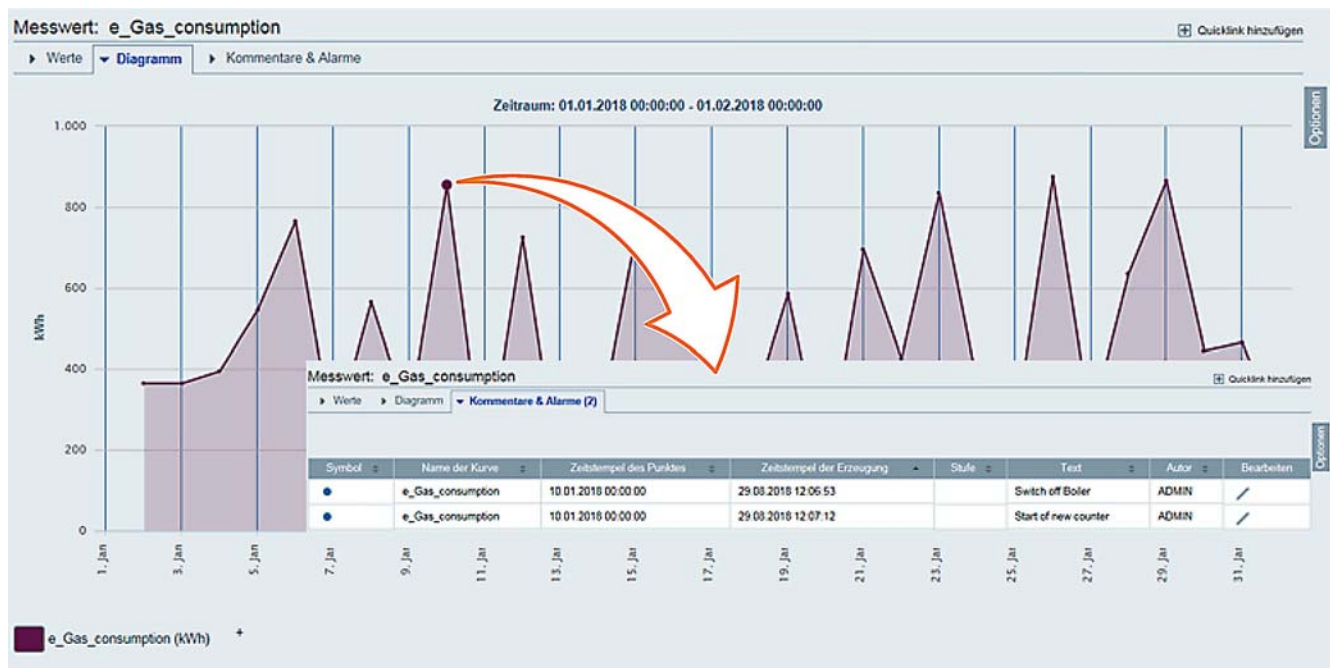 Messwert: e_Gas_consumption
Quicklink hinzufügen
Werte Diagramm Kommentare & Alarme
Zeitraum: 01.01.2018 00:00:00 - 01.02.2018 00:00:00
Optionen
1.000
800
600
400
200
0
kWh
Messwert: e_Gas_consumption
Quicklink hinzufügen
Werte Diagramm Kommentare & Alarme (2)
Optionen
Symbol Name der Kurve Zeitstempel des Punktes Zeitstempel der Erzeugung Stufe Text Autor Bearbeiten
e_Gas_consumption 10.01.2018 00:00:00 29.08.2018 12:06:53 Switch off Boiler ADMIN
e_Gas_consumption 10.01.2018 00:00:00 29.08.2018 12:07:12 Start of new counter ADMIN
1. Jan 3. Jan 5. Jan 7. Jan 9. Jan 11. Jan 13. Jan 15. Jan 17. Jan 19. Jan 21. Jan 23. Jan 25. Jan 27. Jan 29. Jan 31. Jan
e_Gas_consumption (kWh) +